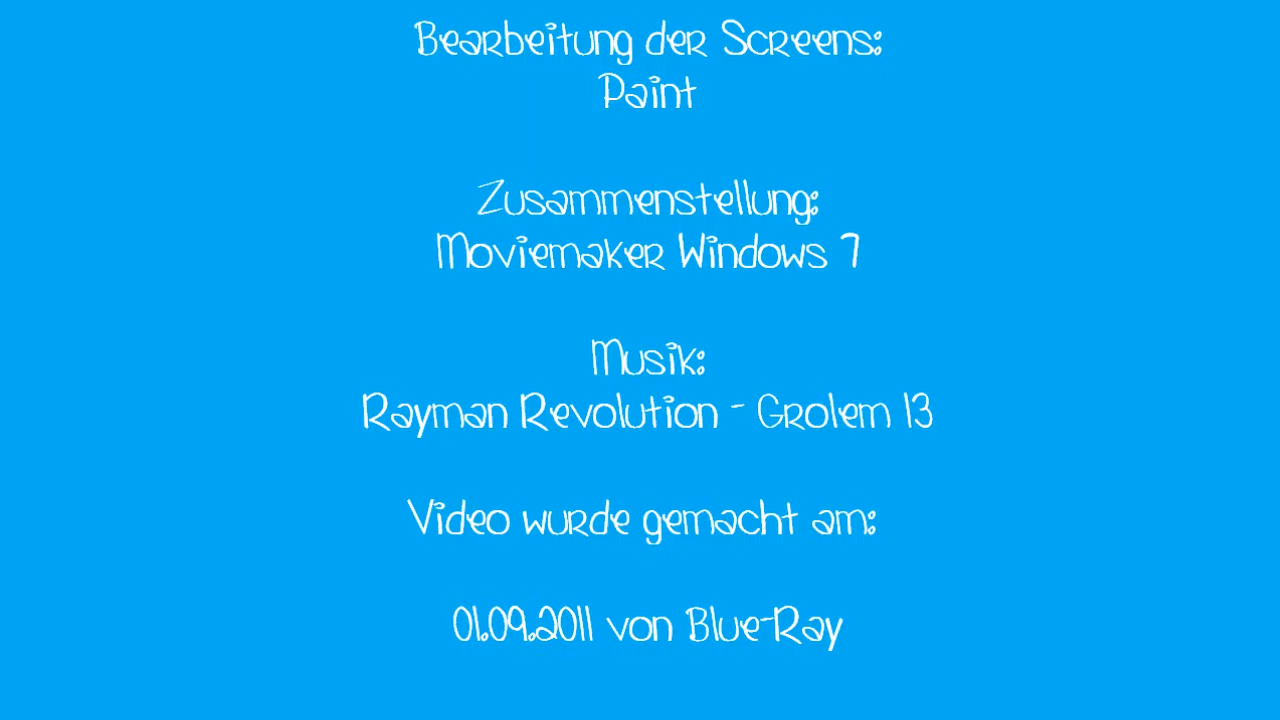 Bearbeitung der Screens:
Paint
Zusammenstellung:
Moviemaker Windows 7
Musik:
Rayman Revolution - Grolem 13
Video wurde gemacht am:
01.09.2011 von Blue-Ray